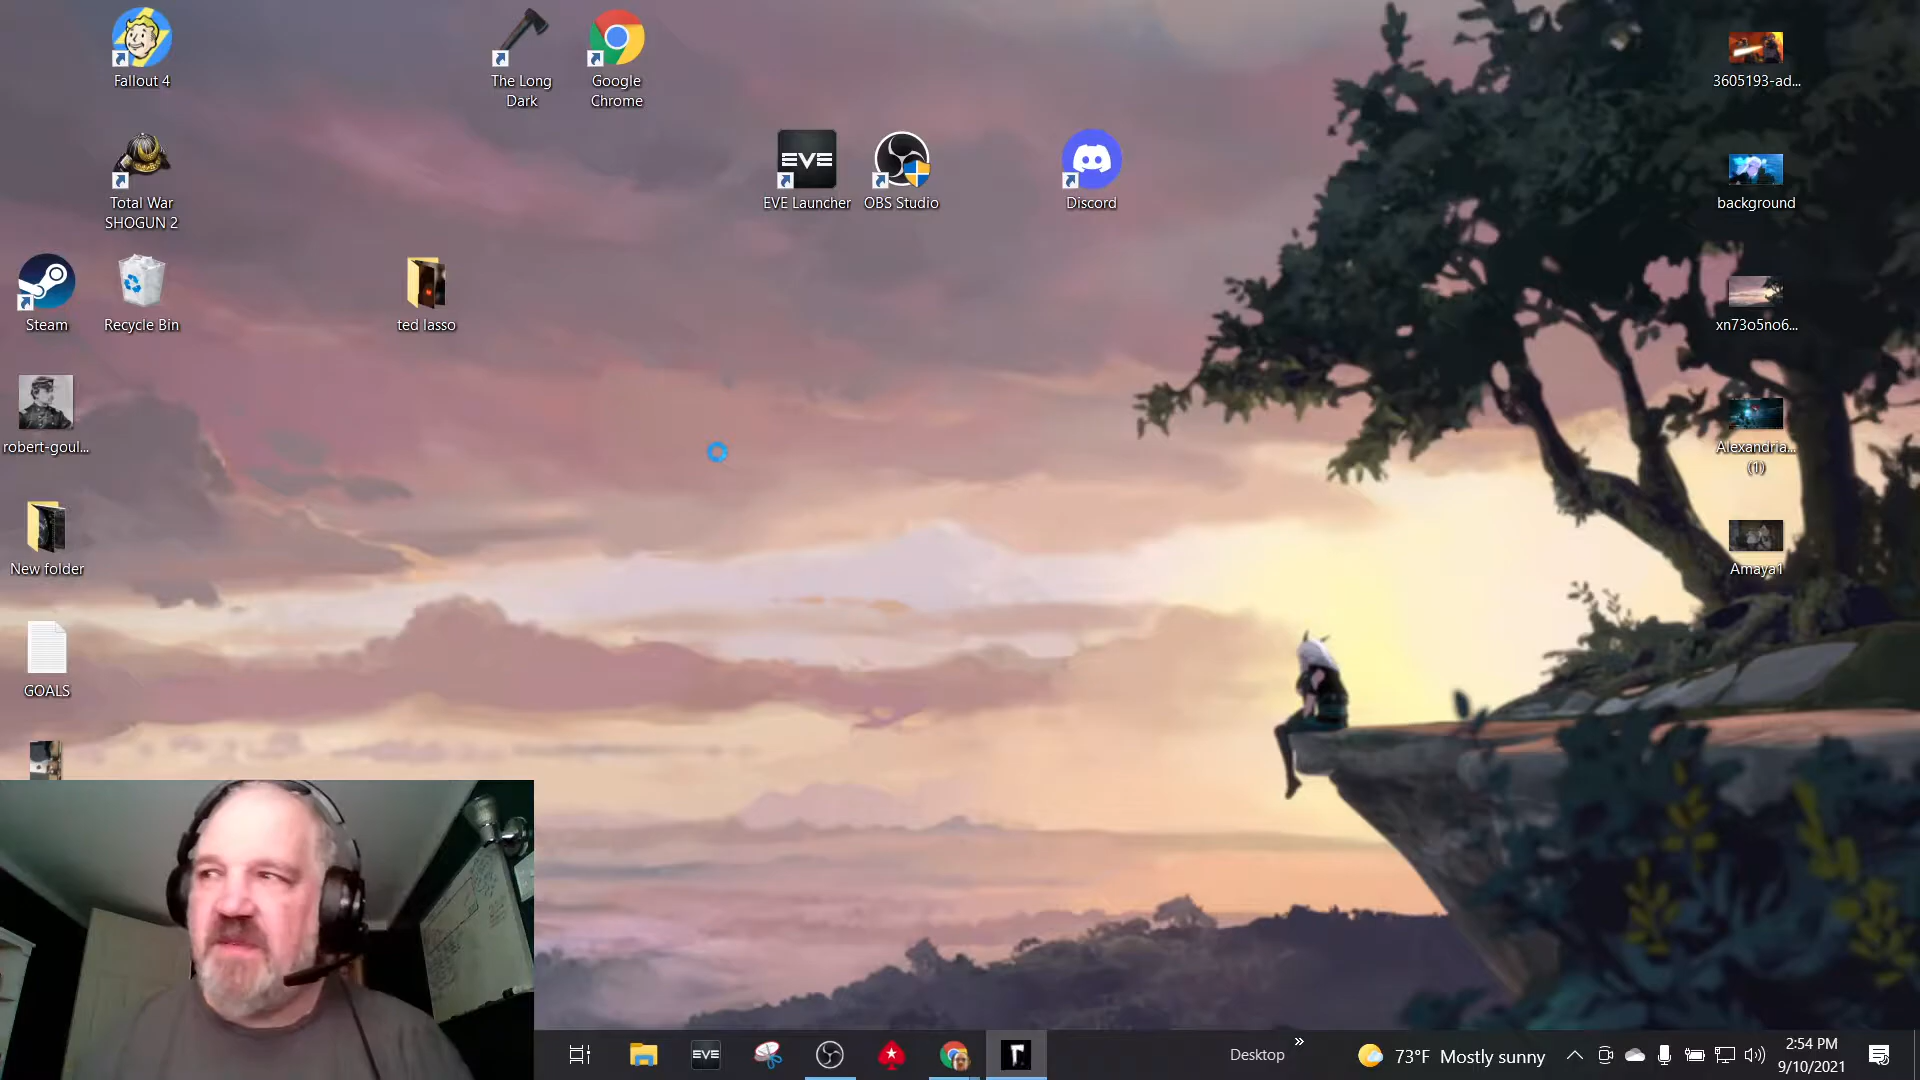 Fallout 4
The Long
Dark
Google
Chrome
3605193-ad...
Total War
SHOGUN 2
EVE
EVE Launcher
OBS Studio
Discord
background
Steam
Recycle Bin
ted lasso
xn73o5no6...
robert-goul...
Alexandria...
(1)
New folder
Amaya1
GOALS
EVE
Desktop
»
73°F Mostly sunny
2:54 PM
9/10/2021